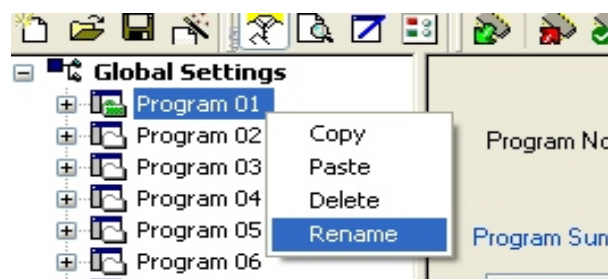 Global Settings
Program 01
Program 02
Program 03
Program 04
Program 05
Program 06
Copy
Paste
Delete
Rename
Program No
Program Sum